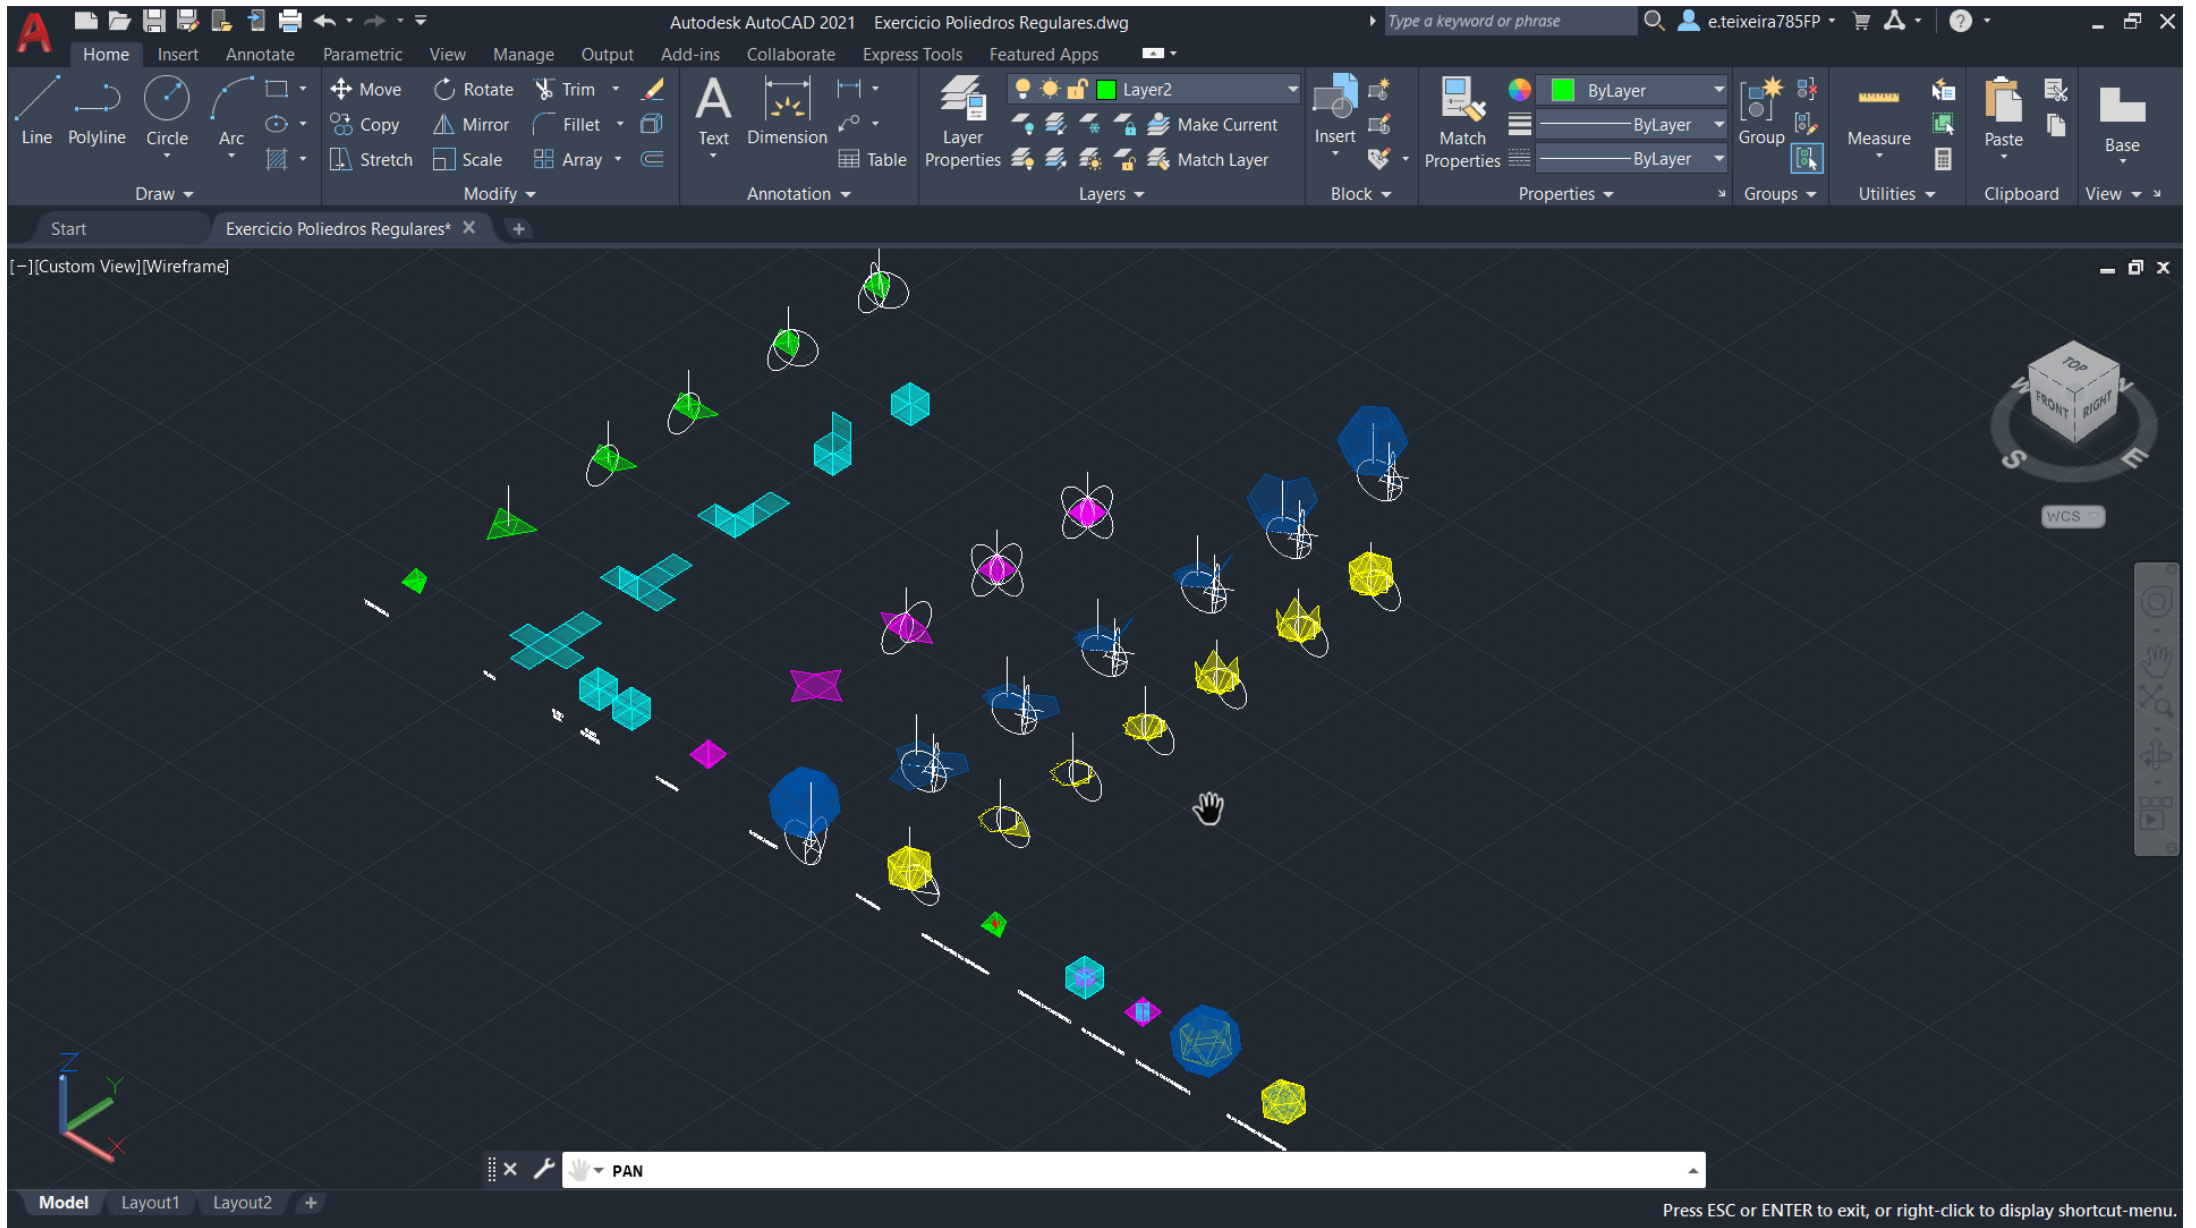 Autodesk AutoCAD 2021 Exercicio Poliedros Regulares.dwg
Type a keyword or phrase
e.teixeira785FP
Home Insert Annotate Parametric View Manage Output Add-ins Collaborate Express Tools Featured Apps
Line Polyline Circle Arc
Move Rotate Trim
Copy Mirror Fillet
Stretch Scale Array
Text Dimension Table
Layer Properties
Layer2
Make Current
Match Layer
Insert
Match Properties
ByLayer
ByLayer
ByLayer
Group
Measure
Paste
Base
Draw Modify Annotation Layers Block Properties Groups Utilities Clipboard View
Start Exercicio Poliedros Regulares*
[−][Custom View][Wireframe]
TOP
FRONT RIGHT
W N
S E
WCS
Z
Y
X
PAN
Model Layout1 Layout2
Press ESC or ENTER to exit, or right-click to display shortcut-menu.